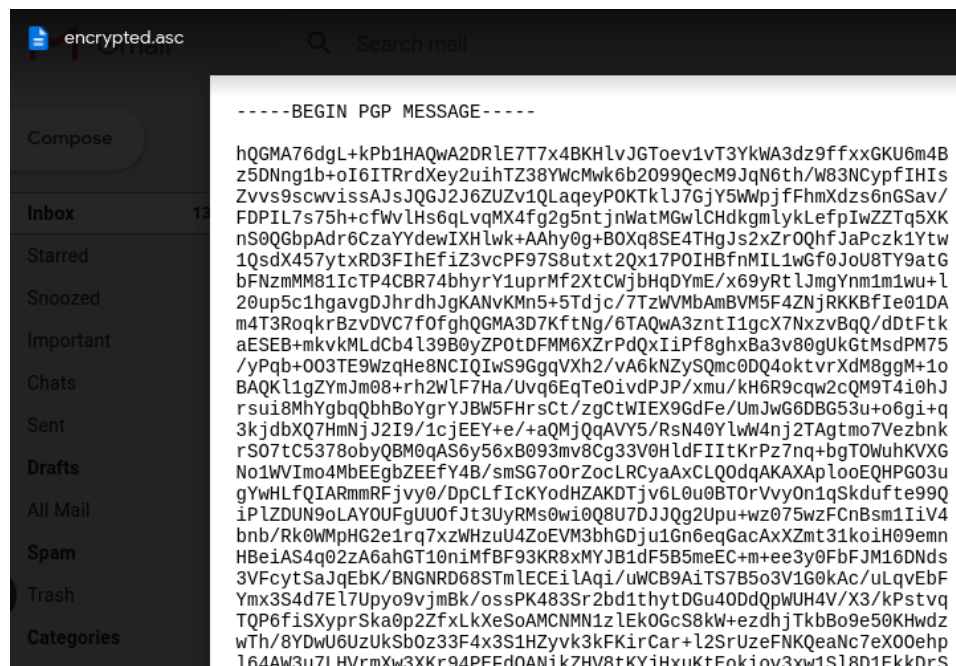 encrypted.asc
Gmail
Search mail
Compose
Inbox 13
Starred
Snoozed
Important
Chats
Sent
Drafts
All Mail
Spam
Trash
Categories
-----BEGIN PGP MESSAGE-----
hQGMA76dgL+kPb1HAQwA2DRlE7T7x4BKHlvJGToev1vT3YkWA3dz9ffxxGKU6m4B
z5DNng1b+oI6ITRrdXey2uihTZ38YWcMwk6b2O99QecM9JqN6th/W83NCypfIHIs
Zvvs9scwvissAJsJQGJ2J6ZUZv1QLaqeyPOKTklJ7GjY5WWpjfFhmXdzs6nGSav/
FDPIL7s75h+cfWvlHs6qLvqMX4fg2g5ntjnWatMGwlCHdkgmlykLefpIwZZTq5XK
nS0QGbpAdr6CzaYYdewIXHlwk+AAhy0g+BOXq8SE4THgJs2xZrOQhfJaPczk1Ytw
1QsdX457ytxRD3FIhEfiZ3vcPF97S8utxt2Qx17POIHBfnMIL1wGf0JoU8TY9atG
bFNzmMM81IcTP4CBR74bhyrY1uprMf2XtCWjbHqDYmE/x69yRtlJmgYnm1m1wu+l
20up5c1hgavgDJhrdhJgKANvKMn5+5Tdjc/7TzWVMbAmBVM5F4ZNjRKKBfIe01DA
m4T3RoqkrBzvDVC7fOfghQGMA3D7KftNg/6TAQwA3zntI1gcX7NxzvBqQ/dDtFtk
aESEB+mkvkMLdCb4l39B0yZPOtDFMM6XZrPdQxIiPf8ghxBa3v80gUkGtMsdPM75
/yPqb+OO3TE9WzqHe8NCIQIwS9GgqVXh2/vA6kNZySQmc0DQ4oktvrXdM8ggM+1o
BAQKl1gZYmJm08+rh2WlF7Ha/Uvq6EqTeOivdPJP/xmu/kH6R9cqw2cQM9T4i0hJ
rsui8MhYgbqQbhBoYgrYJBW5FHrsCt/zgCtWIEX9GdFe/UmJwG6DBG53u+o6gi+q
3kjdbXQ7HmNjJ2I9/1cjEEY+e/+aQMjQqAVY5/RsN40YlwW4nj2TAgtmo7Vezbnk
rSO7tC5378obyQBM0qAS6y56xB093mv8Cg33V0HldFIItKrPz7nq+bgTOWuhKVXG
No1WVImo4MbEEgbZEEfY4B/smSG7oOrZocLRCyaAxCLQOdqAKAXAplooEQHPGO3u
gYwHLfQIARmmRFjvy0/DpCLfIcKYodHZAKDTjv6L0u0BTOrVvyOn1qSkdufte99Q
iPlZDUN9oLAYOUFgUUOfJt3UyRMs0wi0Q8U7DJJQg2Upu+wz075wzFCnBsm1IiV4
bnb/Rk0WMpHG2e1rq7xzWHzuU4ZoEVM3bhGDju1Gn6eqGacAxXZmt31koiH09emn
HBeiAS4q02zA6ahGT10niMfBF93KR8xMYJB1dF5B5meEC+m+ee3y0FbFJM16DNds
3VFcytSaJqEbK/BNGNRD68STmlECEilAqi/uWCB9AiTS7B5o3V1G0kAc/uLqvEbF
Ymx3S4d7El7Upyo9vjmBk/ossPK483Sr2bd1thytDGu4ODdQpWUH4V/X3/kPstvq
TQP6fiSXyprSka0p2ZfxLkXeSoAMCNMN1zlEkOGcS8kW+ezdhjTkbBo9e50KHwdz
wTh/8YDwU6UzUkSbOz33F4x3S1HZyvk3kFKirCar+l2SrUzeFNKQeaNc7eXOOehp